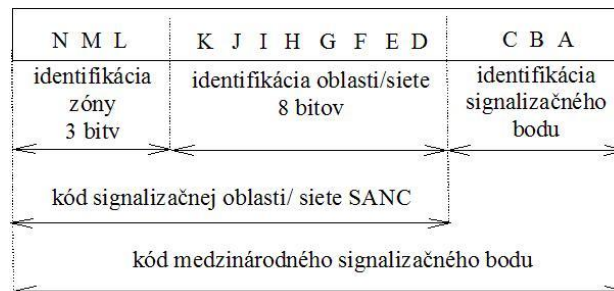 N M L K J I H G F E D C B A
identifikácia
zóny
3 bitv
identifikácia oblasti/siete
8 bitov
identifikácia
signalizačného
bodu
kód signalizačnej oblasti/ siete SANC
kód medzinárodného signalizačného bodu